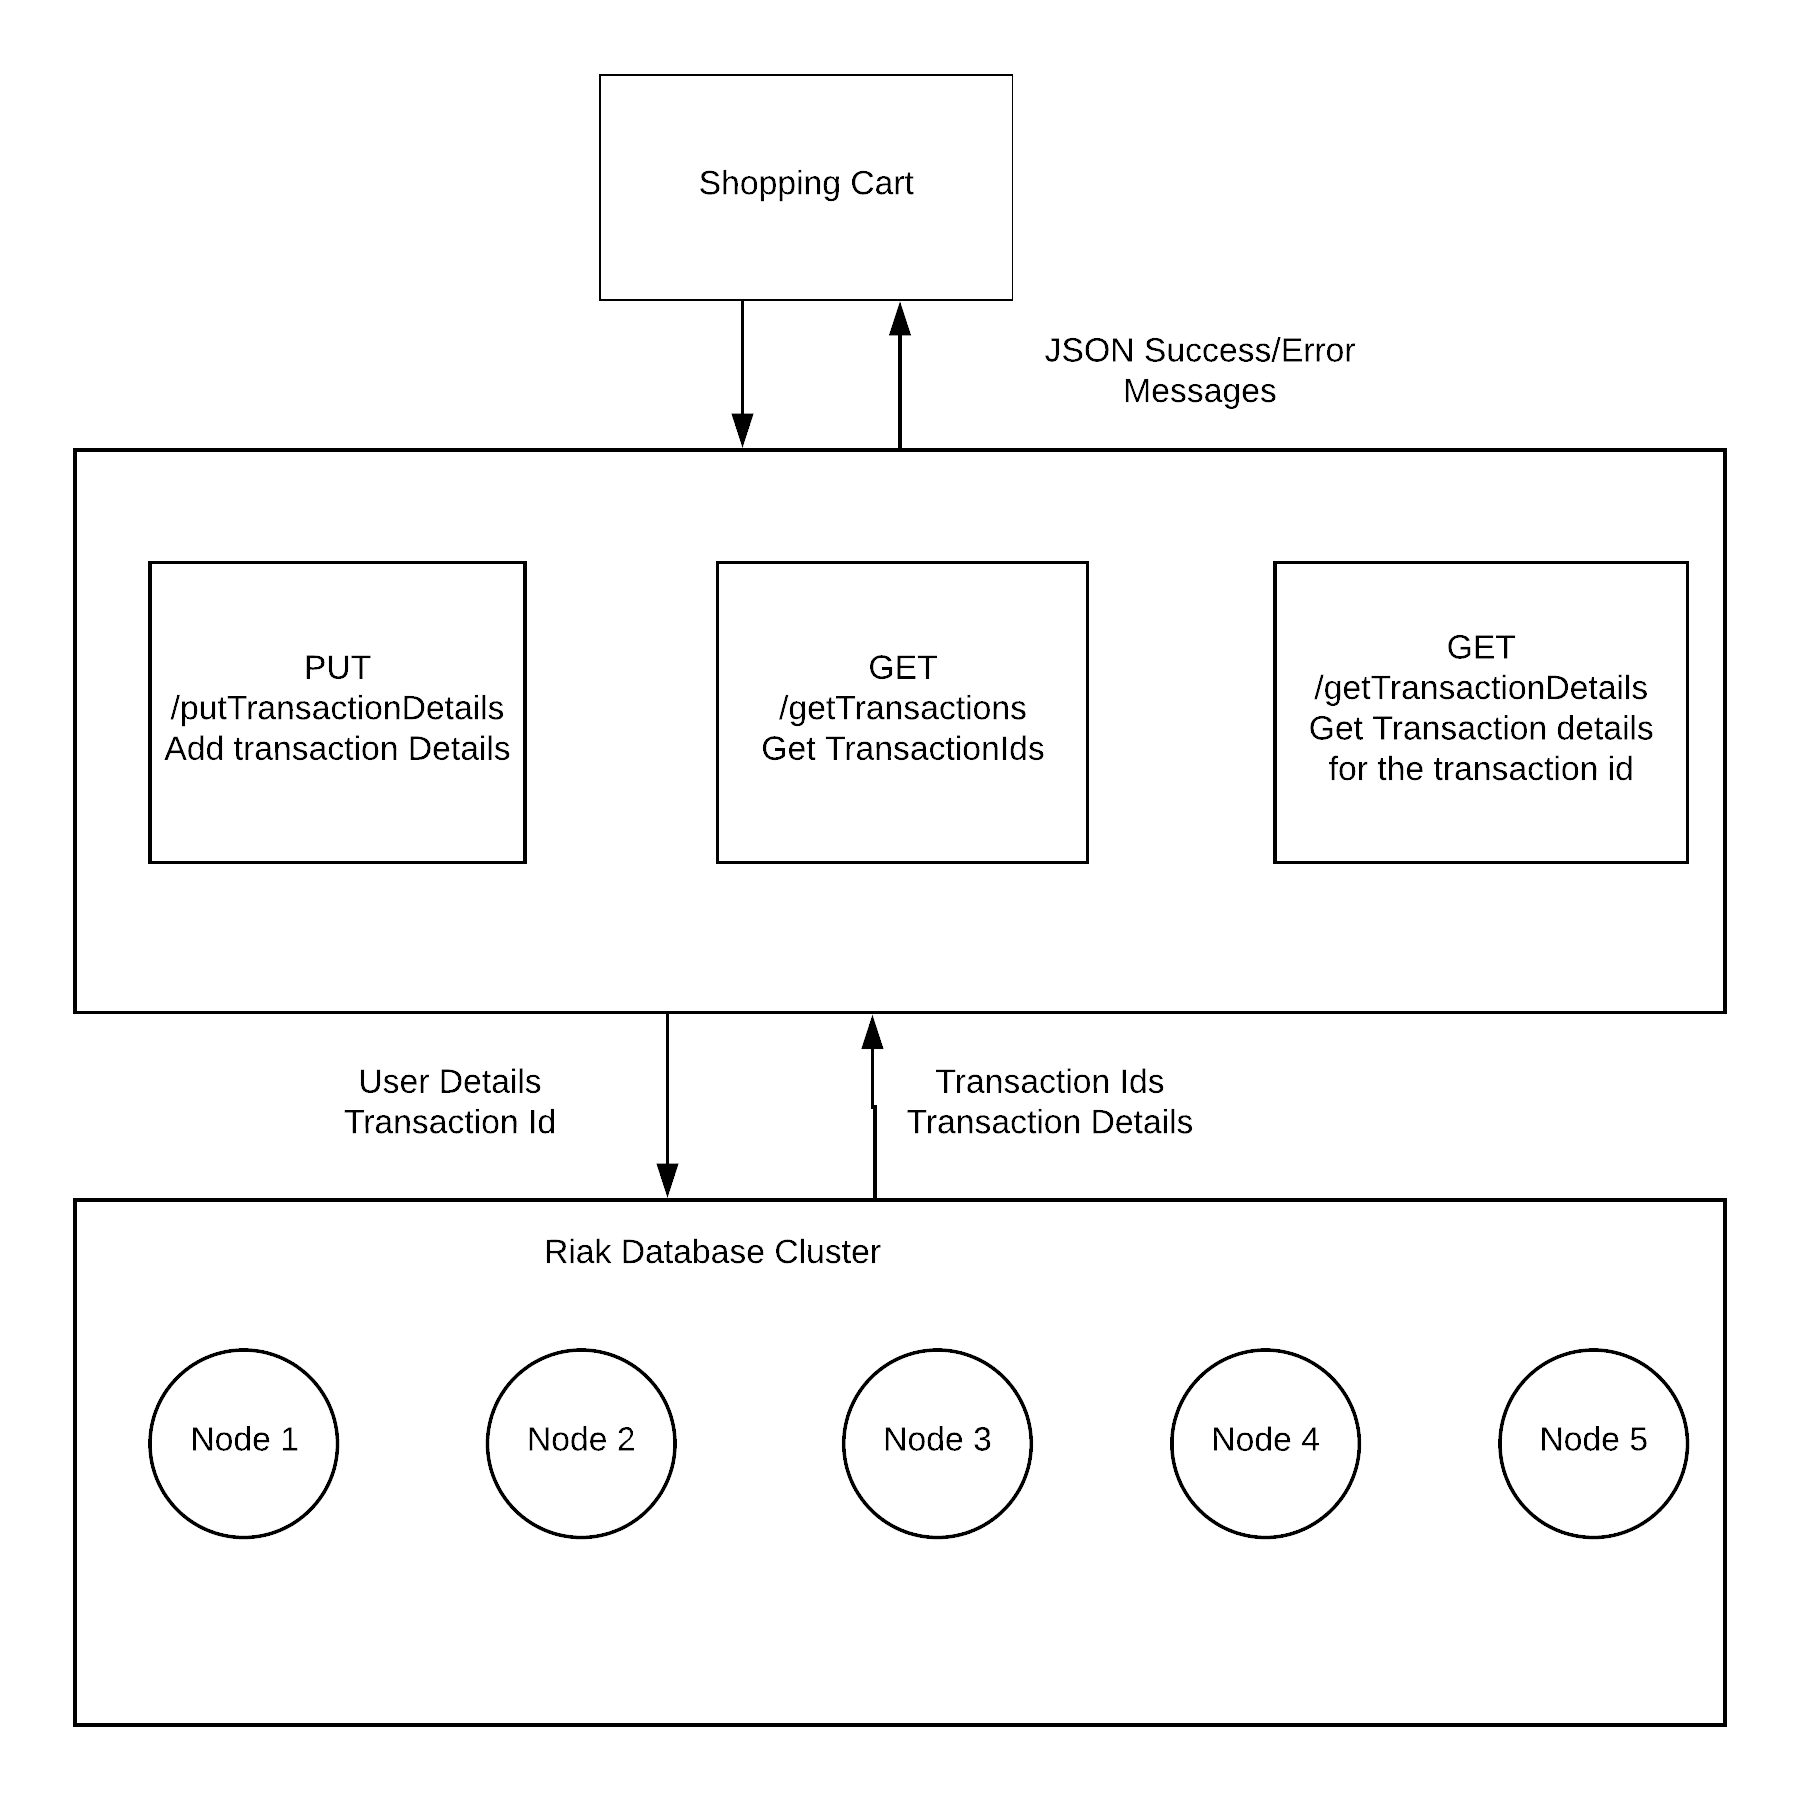 Shopping Cart
JSON Success/Error
Messages
PUT
/putTransactionDetails
Add transaction Details
GET
/getTransactions
Get TransactionIds
GET
/getTransactionDetails
Get Transaction details
for the transaction id
User Details
Transaction Id
Transaction Ids
Transaction Details
Riak Database Cluster
Node 1
Node 2
Node 3
Node 4
Node 5